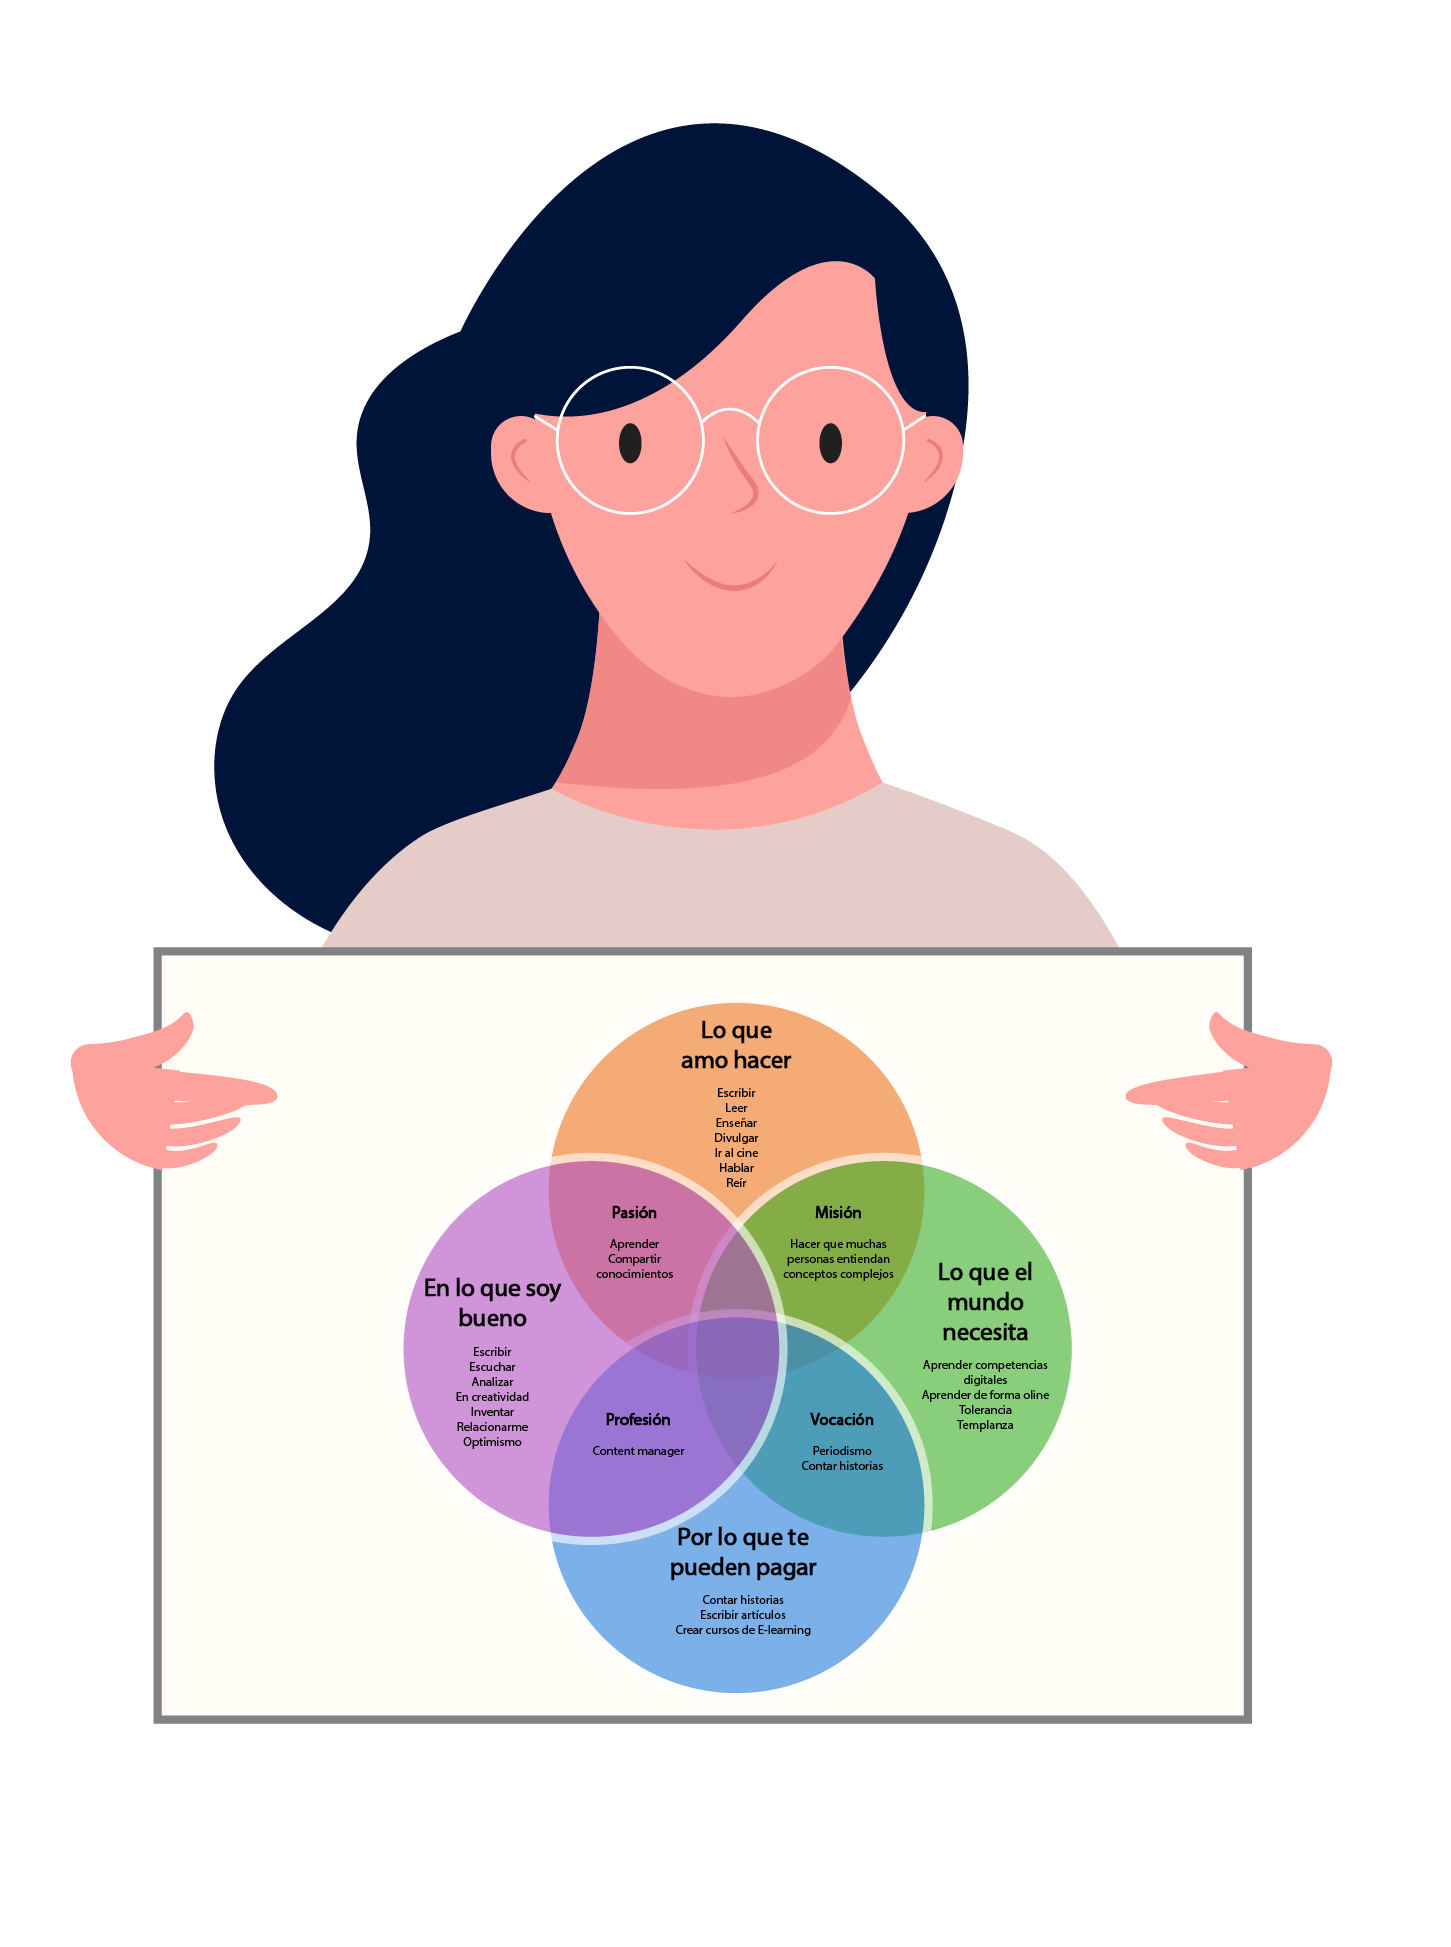 Lo que
amo hacer
Escribir
Leer
Enseñar
Divulgar
Ir al cine
Hablar
Reír
Pasión
Aprender
Compartir
conocimientos
Misión
Hacer que muchas
personas entiendan
conceptos complejos
En lo que soy
bueno
Escribir
Escuchar
Analizar
En creatividad
Inventar
Relacionarme
Optimismo
Lo que el
mundo
necesita
Aprender competencias
digitales
Aprender de forma oline
Tolerancia
Templanza
Profesión
Content manager
Vocación
Periodismo
Contar historias
Por lo que te
pueden pagar
Contar historias
Escribir artículos
Crear cursos de E-learning